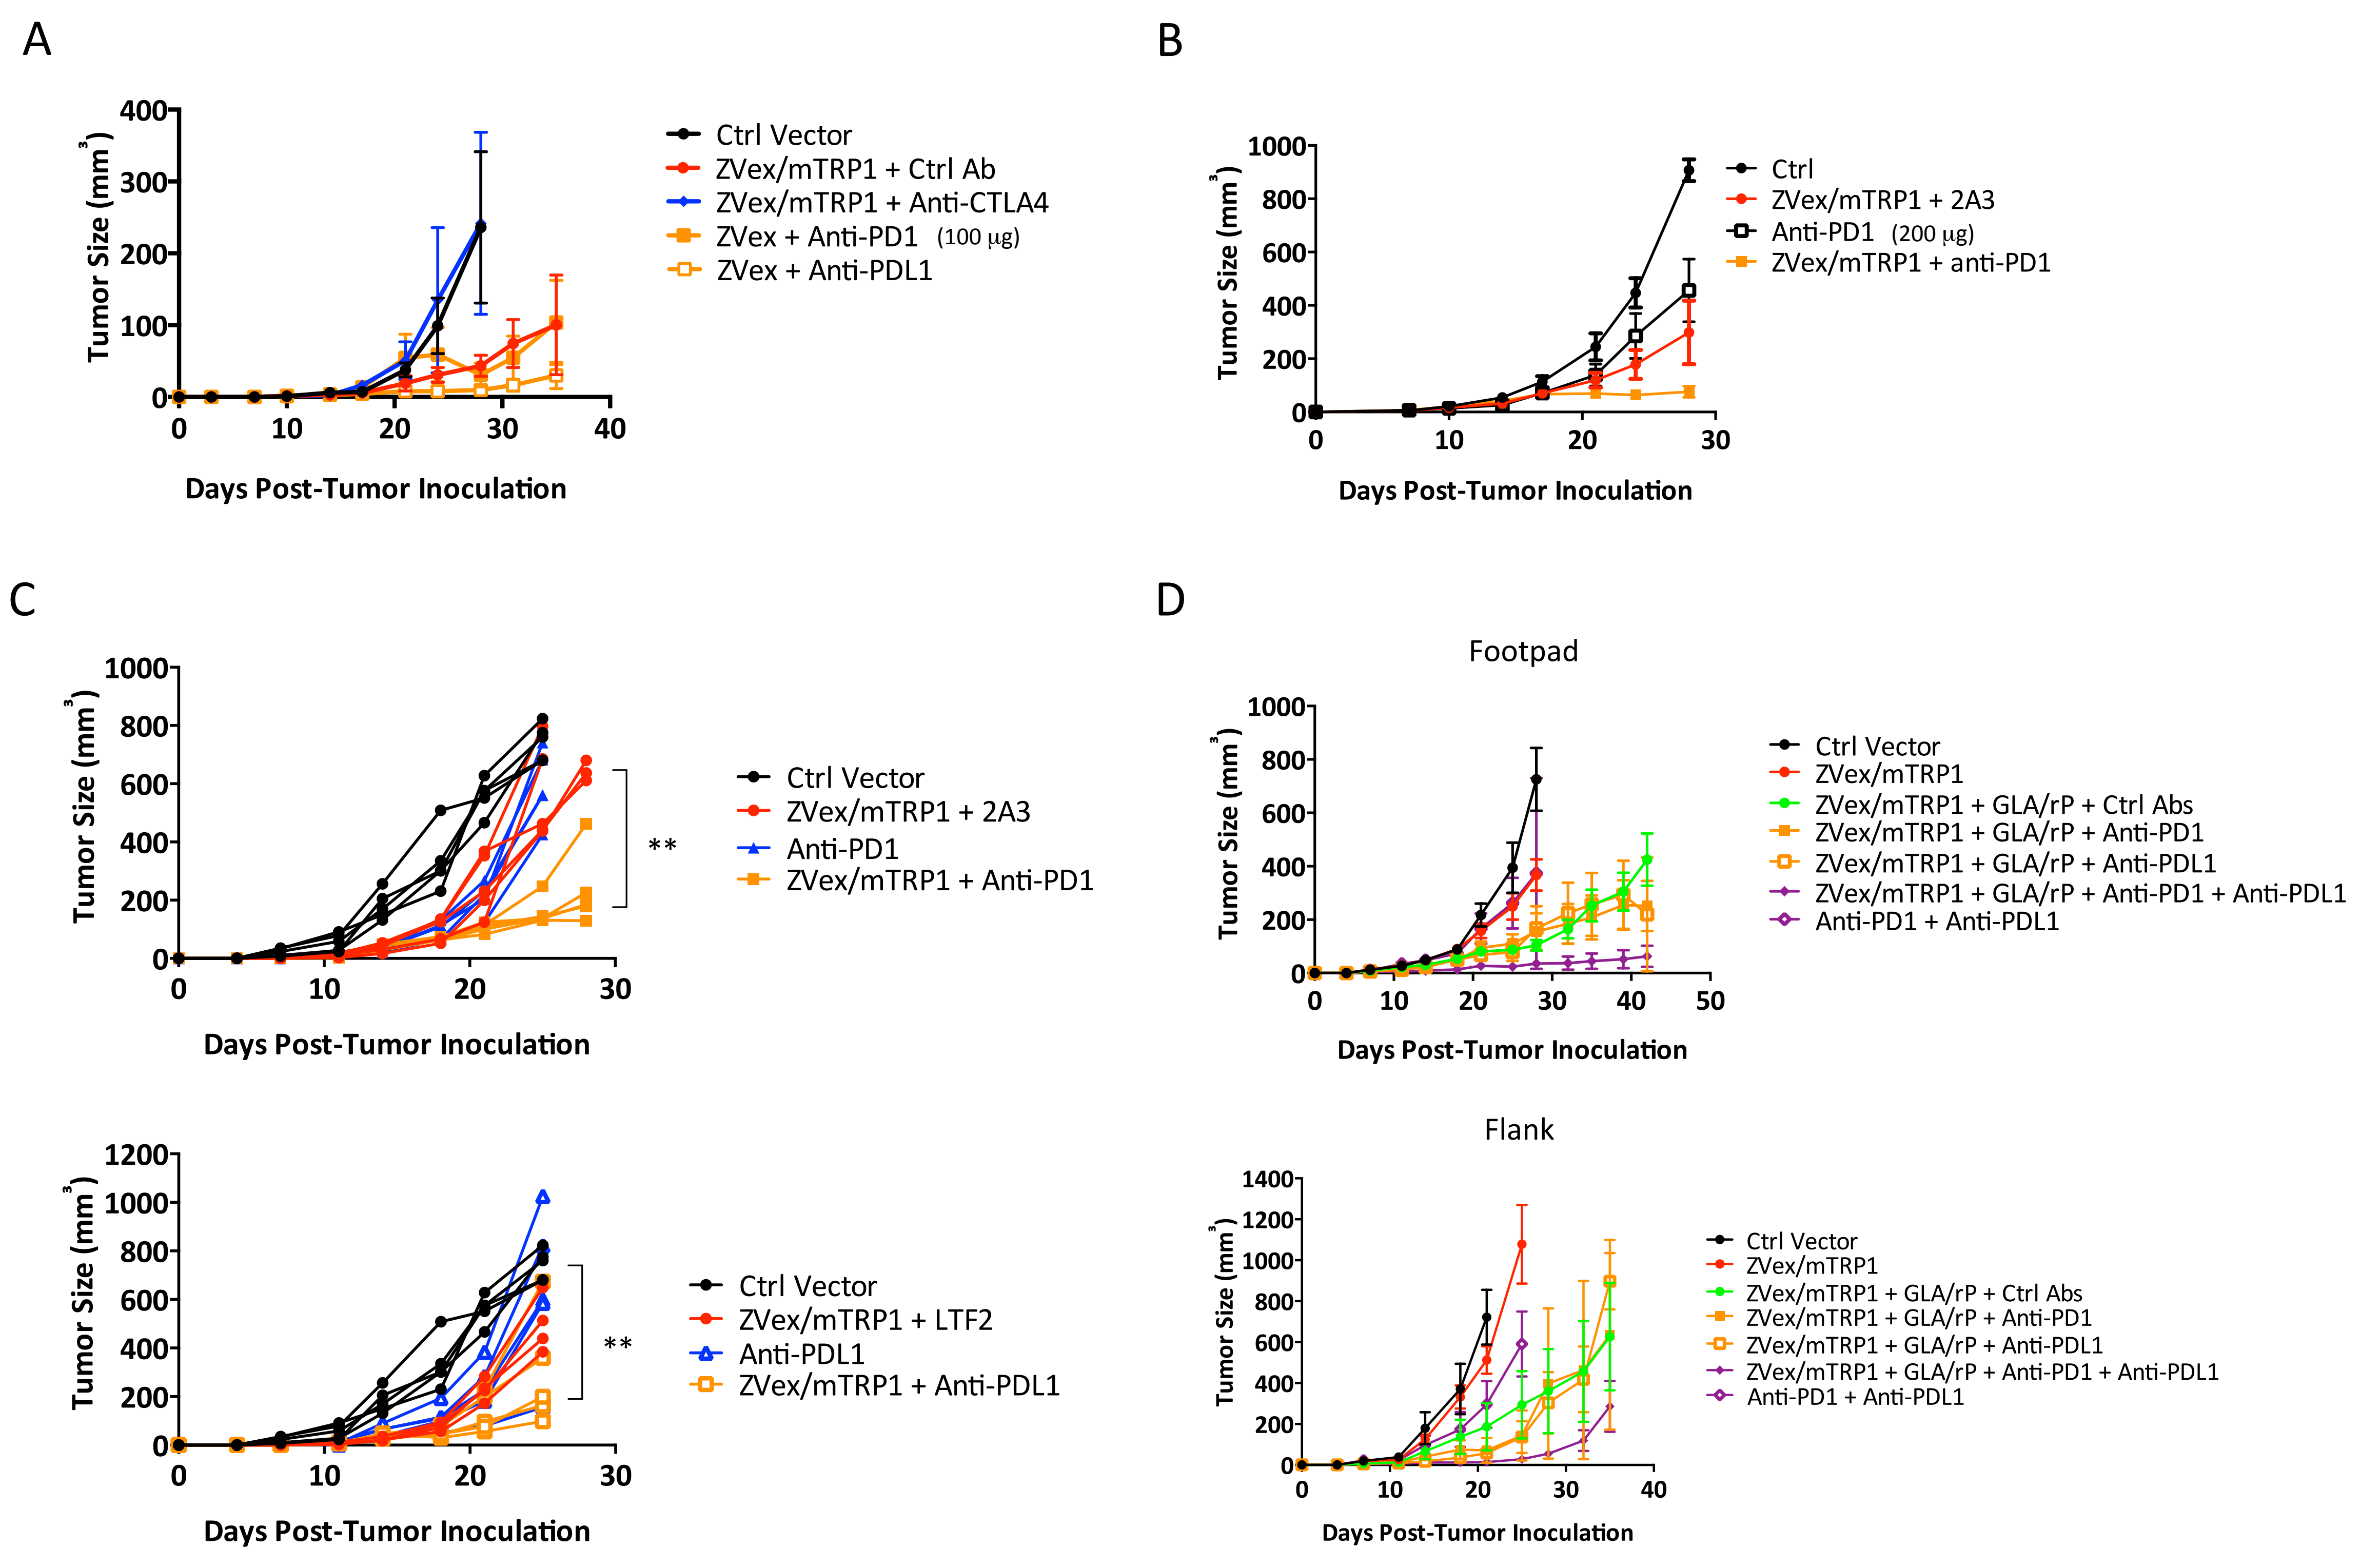 A
400
300
200
100
0
0 10 20 30 40
Tumor Size (mm³)
Days Post-Tumor Inoculation
Ctrl Vector
ZVex/mTRP1 + Ctrl Ab
ZVex/mTRP1 + Anti-CTLA4
ZVex + Anti-PD1 (100 µg)
ZVex + Anti-PDL1
B
1000
800
600
400
200
0
0 10 20 30
Tumor Size (mm³)
Days Post-Tumor Inoculation
Ctrl
ZVex/mTRP1 + 2A3
Anti-PD1 (200 µg)
ZVex/mTRP1 + anti-PD1
C
1000
800
600
400
200
0
0 10 20 30
Tumor Size (mm³)
Days Post-Tumor Inoculation
**
Ctrl Vector
ZVex/mTRP1 + 2A3
Anti-PD1
ZVex/mTRP1 + Anti-PD1
1200
1000
800
600
400
200
0
0 10 20 30
Tumor Size (mm³)
Days Post-Tumor Inoculation
**
Ctrl Vector
ZVex/mTRP1 + LTF2
Anti-PDL1
ZVex/mTRP1 + Anti-PDL1
D
Footpad
1000
800
600
400
200
0
0 10 20 30 40 50
Tumor Size (mm³)
Days Post-Tumor Inoculation
Ctrl Vector
ZVex/mTRP1
ZVex/mTRP1 + GLA/rP + Ctrl Abs
ZVex/mTRP1 + GLA/rP + Anti-PD1
ZVex/mTRP1 + GLA/rP + Anti-PDL1
ZVex/mTRP1 + GLA/rP + Anti-PD1 + Anti-PDL1
Anti-PD1 + Anti-PDL1
Flank
1400
1200
1000
800
600
400
200
0
0 10 20 30 40
Tumor Size (mm³)
Days Post-Tumor Inoculation
Ctrl Vector
ZVex/mTRP1
ZVex/mTRP1 + GLA/rP + Ctrl Abs
ZVex/mTRP1 + GLA/rP + Anti-PD1
ZVex/mTRP1 + GLA/rP + Anti-PDL1
ZVex/mTRP1 + GLA/rP + Anti-PD1 + Anti-PDL1
Anti-PD1 + Anti-PDL1